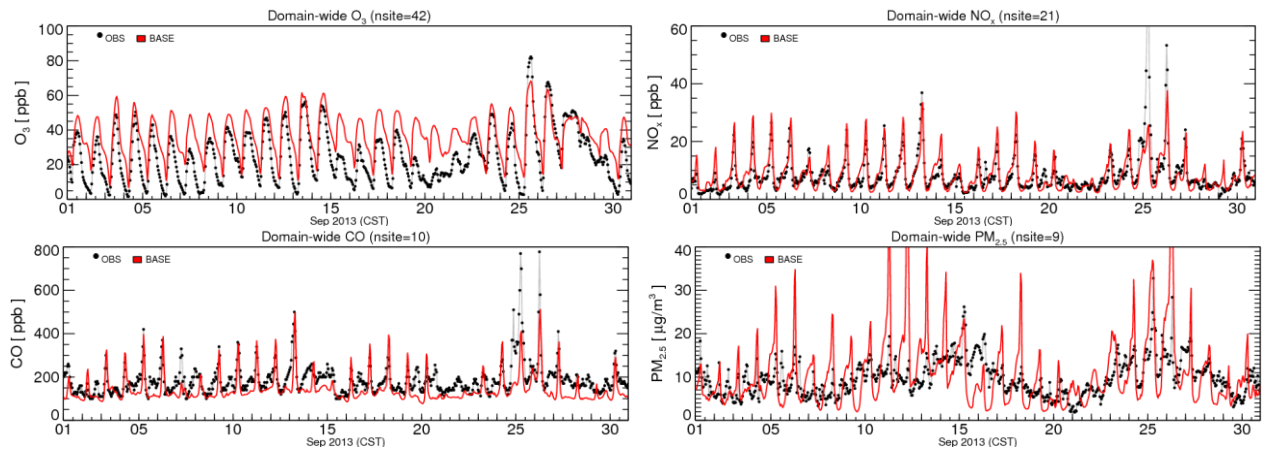 Domain-wide O₃ (nsite=42)
OBS BASE
O₃ [ ppb]
100
80
60
40
20
0
01 05 10 15 20 25 30
Sep 2013 (CST)
Domain-wide NOₓ (nsite=21)
OBS BASE
NOₓ [ ppb]
60
40
20
0
01 05 10 15 20 25 30
Sep 2013 (CST)
Domain-wide CO (nsite=10)
OBS BASE
CO [ ppb]
800
600
400
200
0
01 05 10 15 20 25 30
Sep 2013 (CST)
Domain-wide PM₂.₅ (nsite=9)
OBS BASE
PM₂.₅ [ μg/m³]
40
30
20
10
0
01 05 10 15 20 25 30
Sep 2013 (CST)